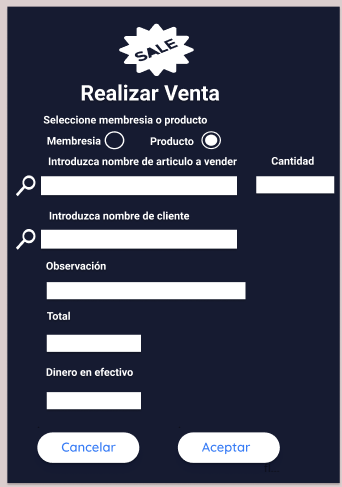 SALE
Realizar Venta
Seleccione membresia o producto
Membresia Producto
Introduzca nombre de articulo a vender Cantidad
Introduzca nombre de cliente
Observación
Total
Dinero en efectivo
Cancelar Aceptar